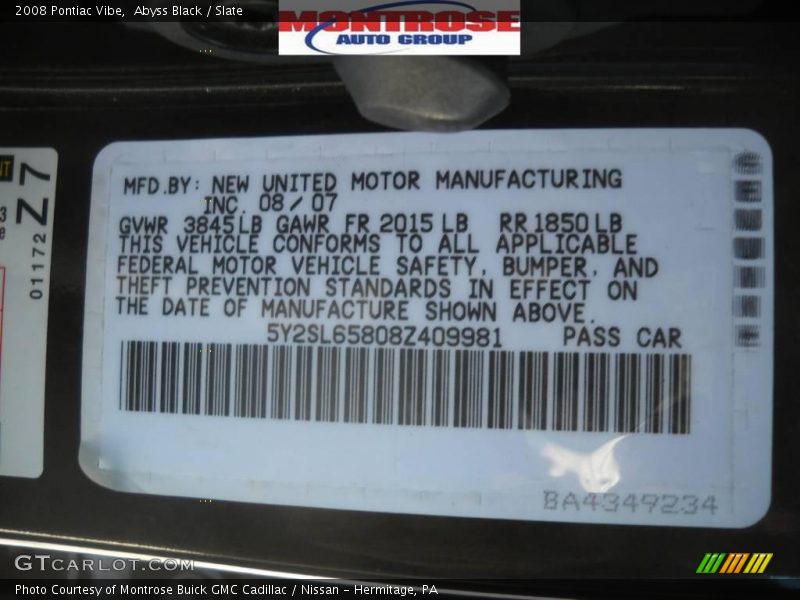 2008 Pontiac Vibe,  Abyss Black / Slate
MONTROSE
AUTO GROUP
MFD.BY: NEW UNITED MOTOR MANUFACTURING
INC. 08/07
GVWR 3845LB GAWR FR 2015 LB RR 1850 LB
THIS VEHICLE CONFORMS TO ALL APPLICABLE
FEDERAL MOTOR VEHICLE SAFETY, BUMPER, AND
THEFT PREVENTION STANDARDS IN EFFECT ON
THE DATE OF MANUFACTURE SHOWN ABOVE.
5Y2SL65808Z409981 PASS CAR
BA4349234
NT
3
e
01172
Z7
GTCARLOT.COM
Photo Courtesy of Montrose Buick GMC Cadillac / Nissan - Hermitage, PA